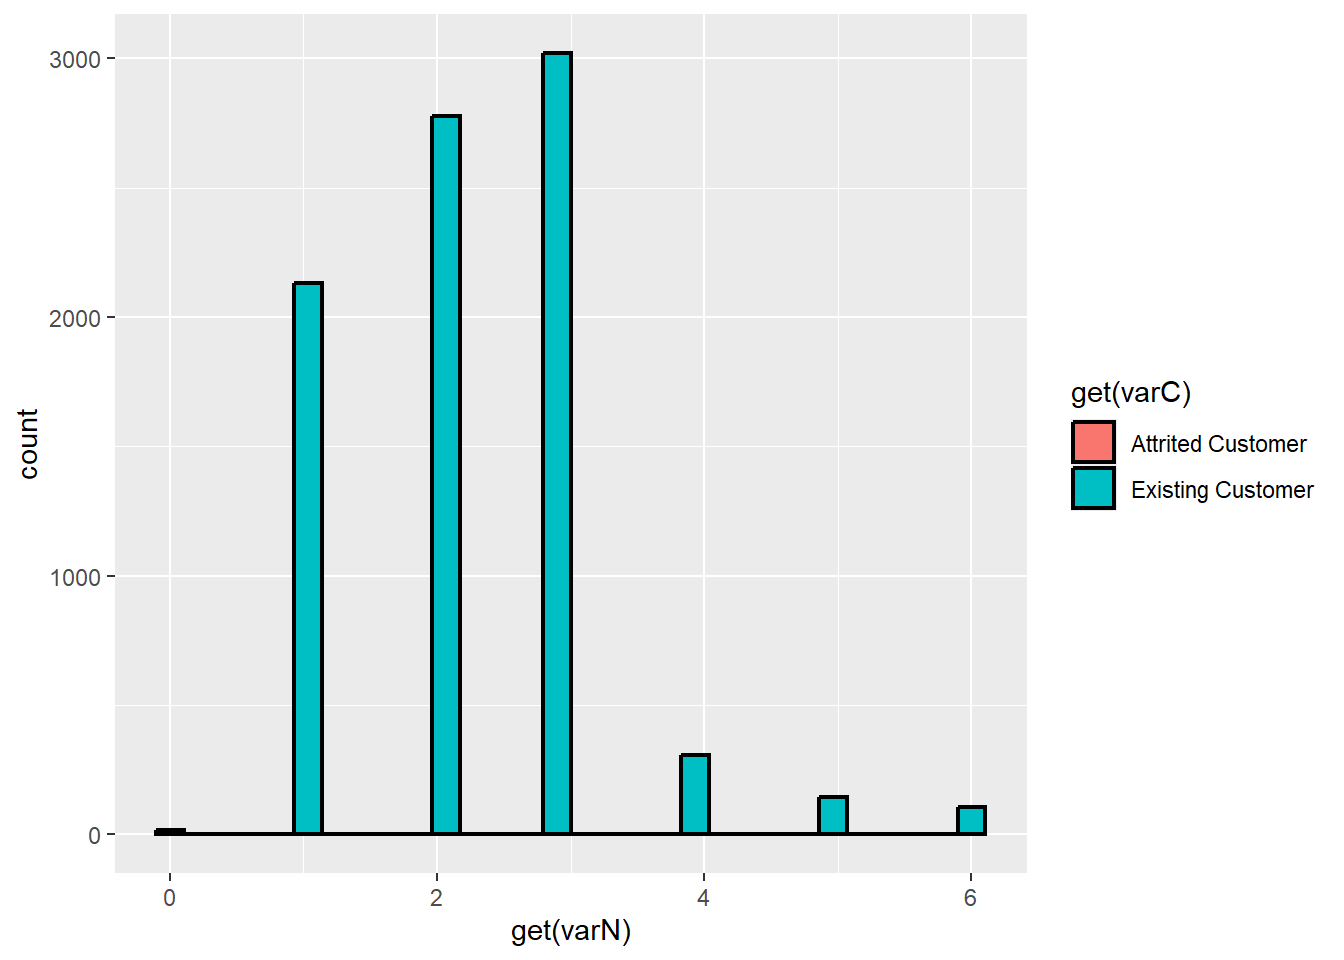 3000
2000
1000
0
count
0 2 4 6
get(varN)
get(varC)
Attrited Customer
Existing Customer